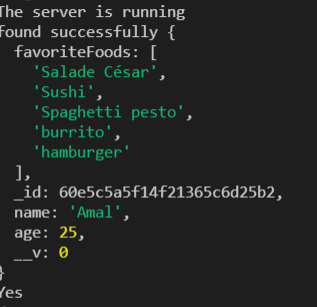 The server is running
found successfully {
  favoriteFoods: [
    'Salade César',
    'Sushi',
    'Spaghetti pesto',
    'burrito',
    'hamburger'
  ],
  _id: 60e5c5a5f14f21365c6d25b2,
  name: 'Amal',
  age: 25,
  __v: 0
}
Yes